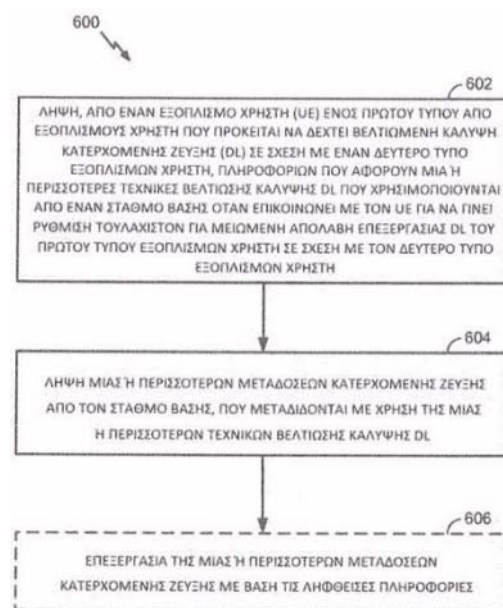 600
602
ΛΗΨΗ, ΑΠΟ ΕΝΑΝ ΕΞΟΠΛΙΣΜΟ ΧΡΗΣΤΗ (UE) ΕΝΟΣ ΠΡΩΤΟΥ ΤΥΠΟΥ ΑΠΟ
ΕΞΟΠΛΙΣΜΟΥΣ ΧΡΗΣΤΗ ΠΟΥ ΠΡΟΚΕΙΤΑΙ ΝΑ ΔΕΧΤΕΙ ΒΕΛΤΙΩΜΕΝΗ ΚΑΛΥΨΗ
ΚΑΤΕΡΧΟΜΕΝΗΣ ΖΕΥΞΗΣ (DL) ΣΕ ΣΧΕΣΗ ΜΕ ΕΝΑΝ ΔΕΥΤΕΡΟ ΤΥΠΟ
ΕΞΟΠΛΙΣΜΩΝ ΧΡΗΣΤΗ, ΠΛΗΡΟΦΟΡΙΩΝ ΠΟΥ ΑΦΟΡΟΥΝ ΜΙΑ Ή
ΠΕΡΙΣΣΟΤΕΡΕΣ ΤΕΧΝΙΚΕΣ ΒΕΛΤΙΩΣΗΣ ΚΑΛΥΨΗΣ DL ΠΟΥ ΧΡΗΣΙΜΟΠΟΙΟΥΝΤΑΙ
ΑΠΟ ΕΝΑΝ ΣΤΑΘΜΟ ΒΑΣΗΣ ΟΤΑΝ ΕΠΙΚΟΙΝΩΝΕΙ ΜΕ ΤΟΝ UE ΓΙΑ ΝΑ ΓΙΝΕΙ
ΡΥΘΜΙΣΗ ΤΟΥΛΑΧΙΣΤΟΝ ΓΙΑ ΜΕΙΩΜΕΝΗ ΑΠΟΛΑΒΗ ΕΠΕΞΕΡΓΑΣΙΑΣ DL ΤΟΥ
ΠΡΩΤΟΥ ΤΥΠΟΥ ΕΞΟΠΛΙΣΜΩΝ ΧΡΗΣΤΗ ΣΕ ΣΧΕΣΗ ΜΕ ΤΟΝ ΔΕΥΤΕΡΟ ΤΥΠΟ
ΕΞΟΠΛΙΣΜΩΝ ΧΡΗΣΤΗ
604
ΛΗΨΗ ΜΙΑΣ Ή ΠΕΡΙΣΣΟΤΕΡΩΝ ΜΕΤΑΔΟΣΕΩΝ ΚΑΤΕΡΧΟΜΕΝΗΣ ΖΕΥΞΗΣ
ΑΠΟ ΤΟΝ ΣΤΑΘΜΟ ΒΑΣΗΣ, ΠΟΥ ΜΕΤΑΔΙΔΟΝΤΑΙ ΜΕ ΧΡΗΣΗ ΤΗΣ ΜΙΑΣ
Ή ΠΕΡΙΣΣΟΤΕΡΩΝ ΤΕΧΝΙΚΩΝ ΒΕΛΤΙΩΣΗΣ ΚΑΛΥΨΗΣ DL
606
ΕΠΕΞΕΡΓΑΣΙΑ ΤΗΣ ΜΙΑΣ Ή ΠΕΡΙΣΣΟΤΕΡΩΝ ΜΕΤΑΔΟΣΕΩΝ
ΚΑΤΕΡΧΟΜΕΝΗΣ ΖΕΥΞΗΣ ΜΕ ΒΑΣΗ ΤΙΣ ΛΗΦΘΕΙΣΕΣ ΠΛΗΡΟΦΟΡΙΕΣ